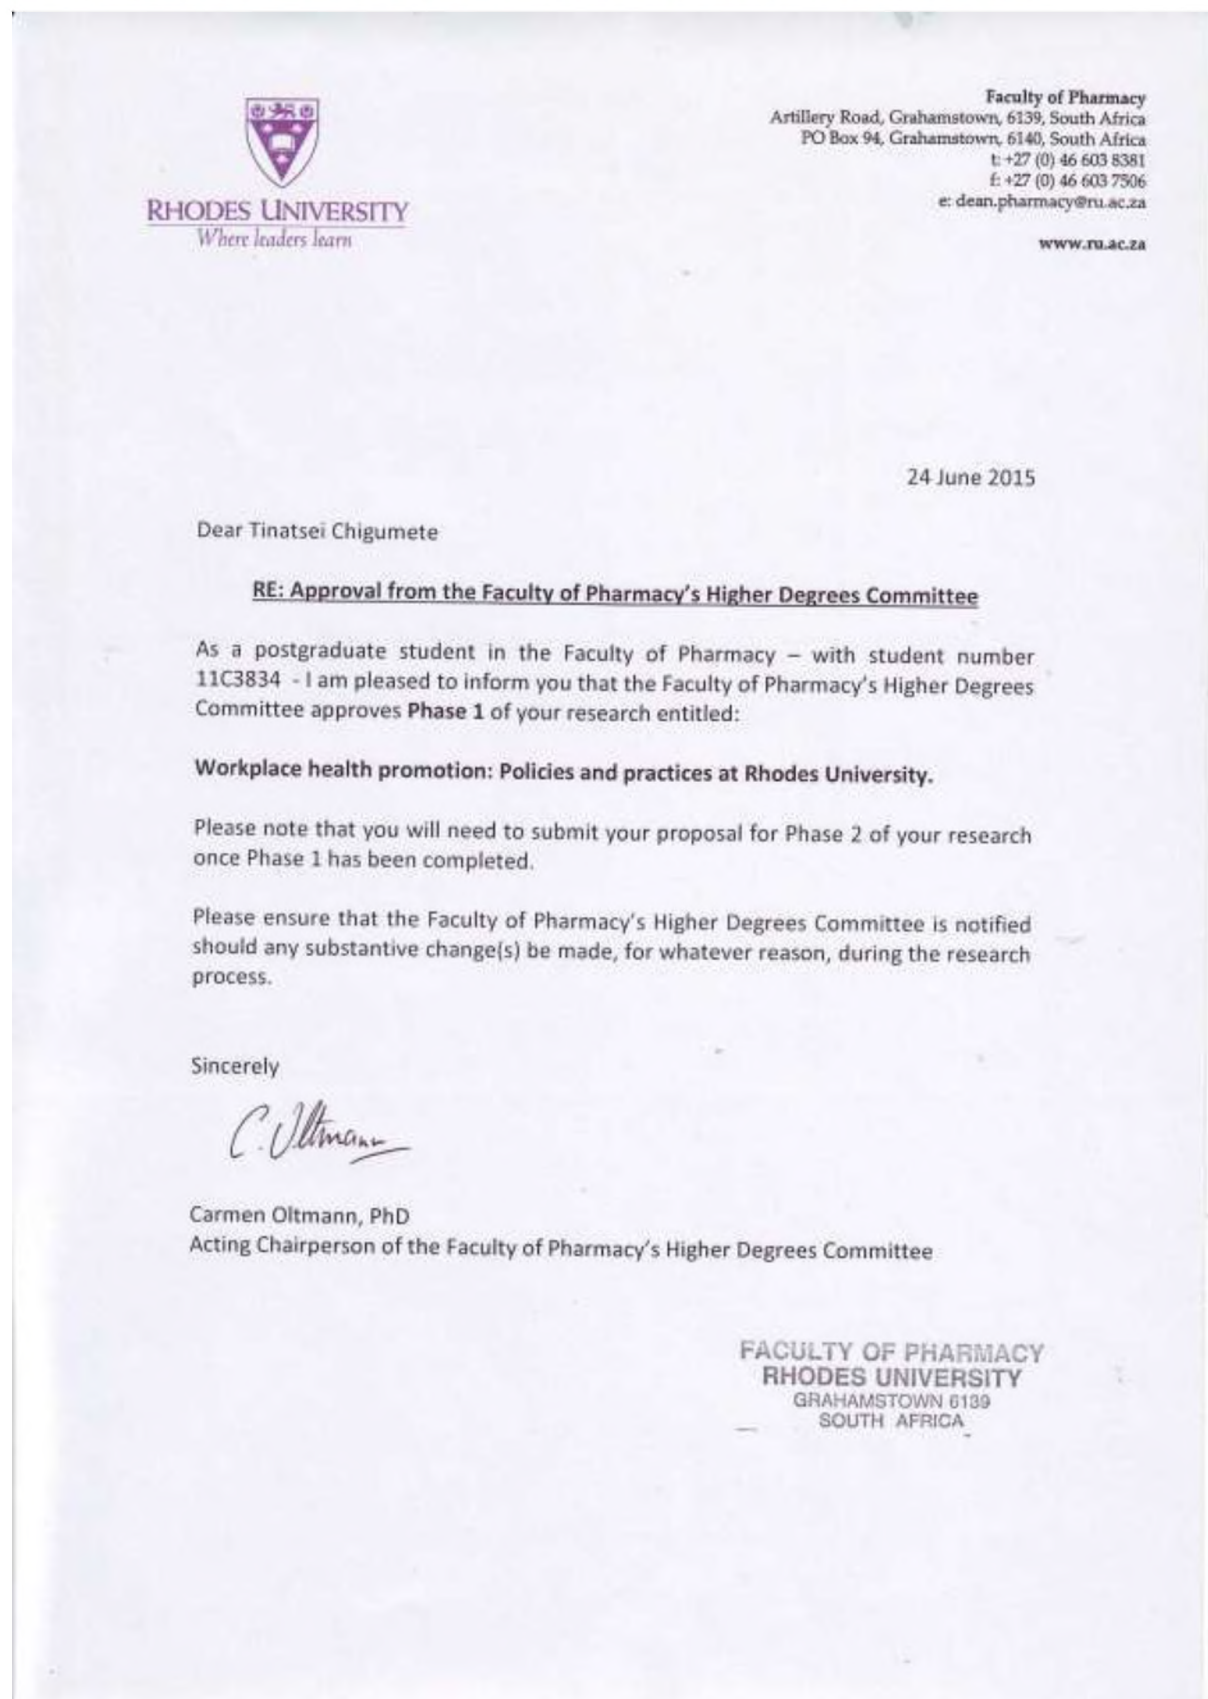 RHODES UNIVERSITY
Where leaders learn
Faculty of Pharmacy
Artillery Road, Grahamstown, 6139, South Africa
PO Box 94, Grahamstown, 6140, South Africa
t: +27 (0) 46 603 8381
f: +27 (0) 46 603 7506
e: dean.pharmacy@ru.ac.za
www.ru.ac.za
24 June 2015
Dear Tinatsei Chigumete
RE: Approval from the Faculty of Pharmacy's Higher Degrees Committee
As a postgraduate student in the Faculty of Pharmacy – with student number
11C3834 - I am pleased to inform you that the Faculty of Pharmacy's Higher Degrees
Committee approves Phase 1 of your research entitled:
Workplace health promotion: Policies and practices at Rhodes University.
Please note that you will need to submit your proposal for Phase 2 of your research
once Phase 1 has been completed.
Please ensure that the Faculty of Pharmacy's Higher Degrees Committee is notified
should any substantive change(s) be made, for whatever reason, during the research
process.
Sincerely
C. Oltmann
Carmen Oltmann, PhD
Acting Chairperson of the Faculty of Pharmacy's Higher Degrees Committee
FACULTY OF PHARMACY
RHODES UNIVERSITY
GRAHAMSTOWN 6139
SOUTH AFRICA